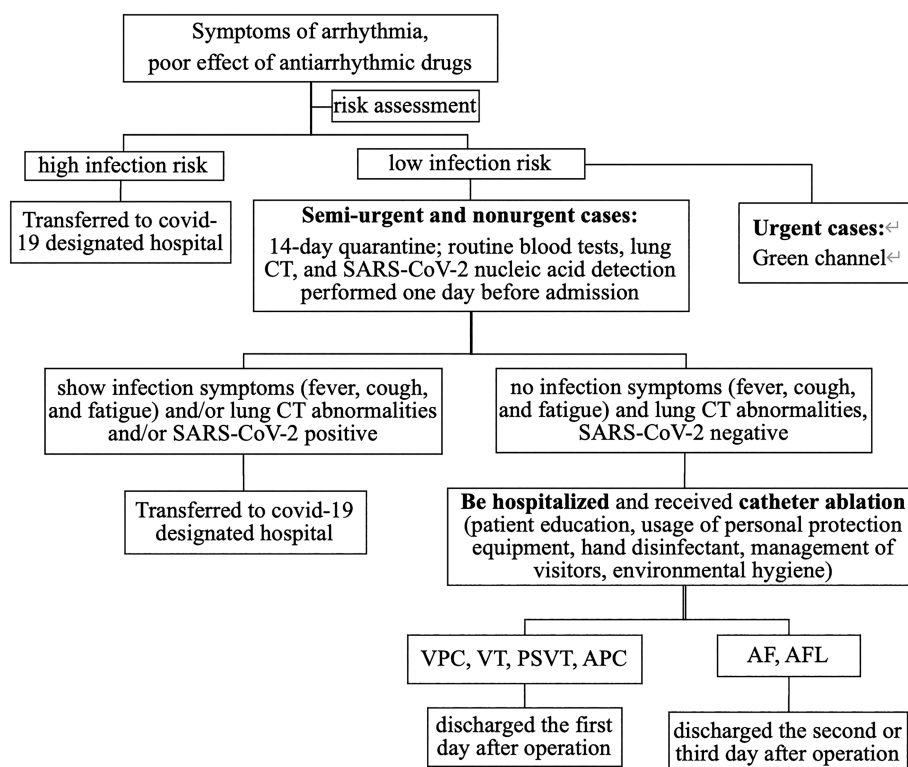 Symptoms of arrhythmia,
poor effect of antiarrhythmic drugs
risk assessment
high infection risk
low infection risk
Transferred to covid-
19 designated hospital
Semi-urgent and nonurgent cases:
14-day quarantine; routine blood tests, lung
CT, and SARS-CoV-2 nucleic acid detection
performed one day before admission
Urgent cases:↵
Green channel↵
show infection symptoms (fever, cough,
and fatigue) and/or lung CT abnormalities
and/or SARS-CoV-2 positive
no infection symptoms (fever, cough,
and fatigue) and lung CT abnormalities,
SARS-CoV-2 negative
Transferred to covid-19
designated hospital
Be hospitalized and received catheter ablation
(patient education, usage of personal protection
equipment, hand disinfectant, management of
visitors, environmental hygiene)
VPC, VT, PSVT, APC
AF, AFL
discharged the first
day after operation
discharged the second or
third day after operation